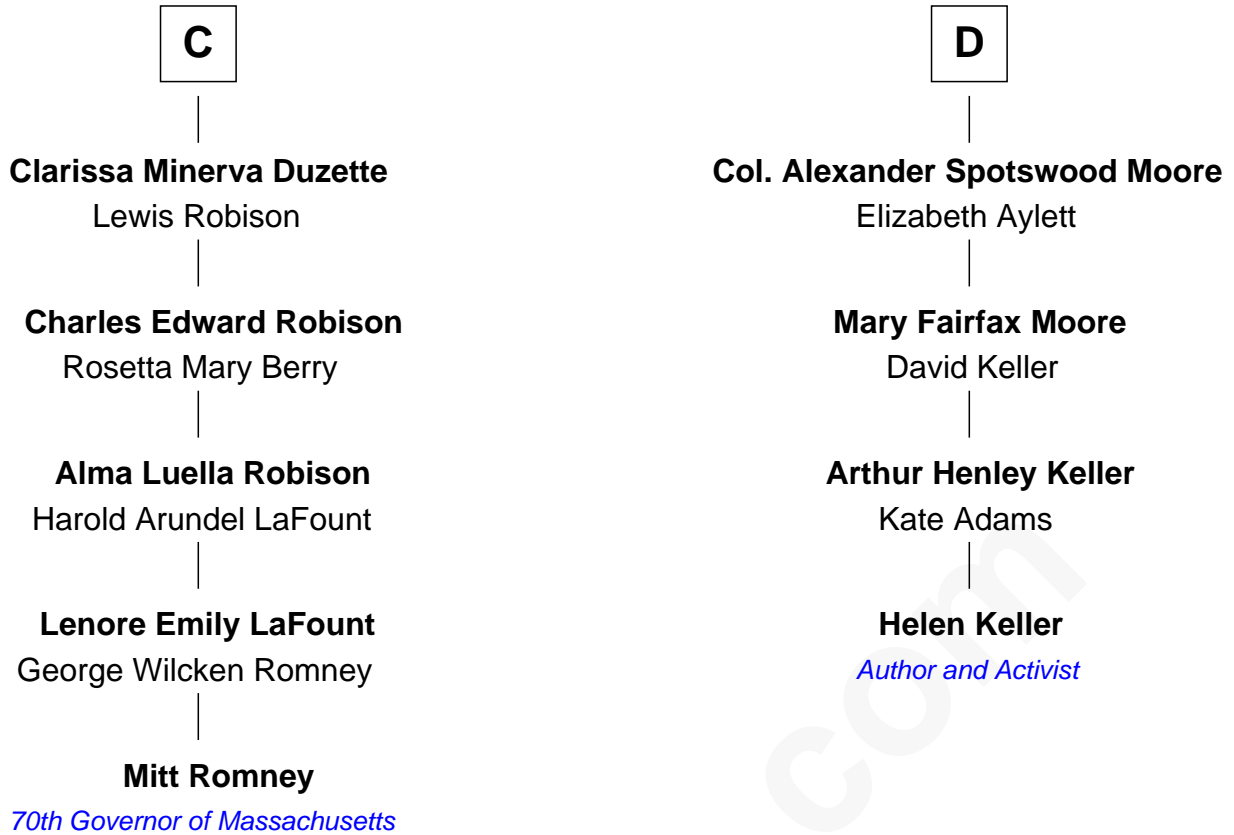 C
Clarissa Minerva Duzette
Lewis Robison
Charles Edward Robison
Rosetta Mary Berry
Alma Luella Robison
Harold Arundel LaFount
Lenore Emily LaFount
George Wilcken Romney
Mitt Romney
70th Governor of Massachusetts
D
Col. Alexander Spotswood Moore
Elizabeth Aylett
Mary Fairfax Moore
David Keller
Arthur Henley Keller
Kate Adams
Helen Keller
Author and Activist
com